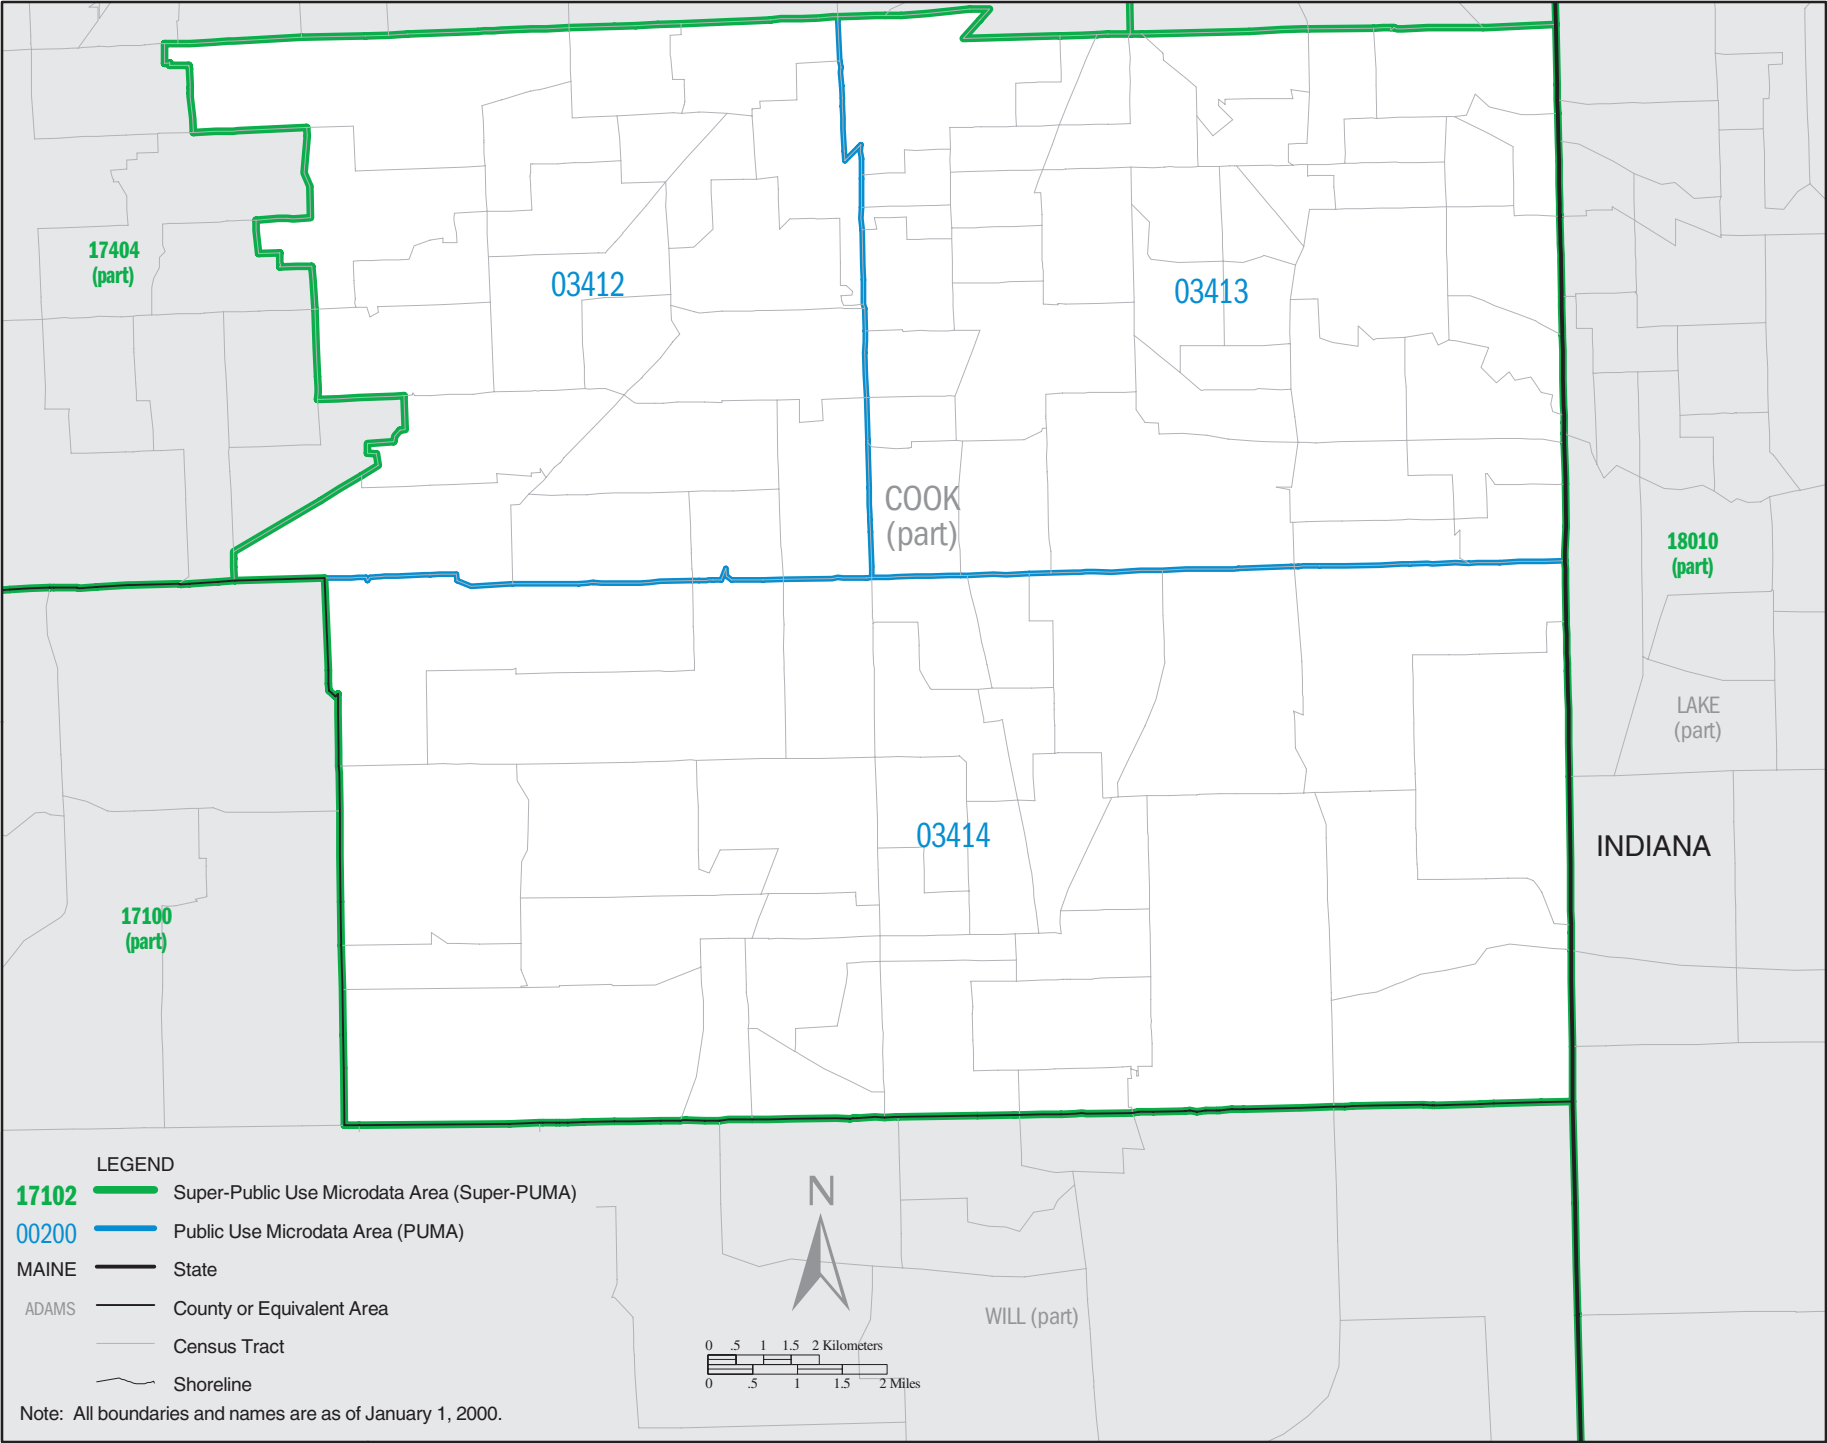 17404
(part)
03412
03413
COOK
(part)
18010
(part)
LAKE
(part)
03414
INDIANA
17100
(part)
LEGEND
17102 Super-Public Use Microdata Area (Super-PUMA)
00200 Public Use Microdata Area (PUMA)
MAINE State
ADAMS County or Equivalent Area
Census Tract
Shoreline
Note: All boundaries and names are as of January 1, 2000.
N
WILL (part)
0 .5 1 1.5 2 Kilometers
0 .5 1 1.5 2 Miles